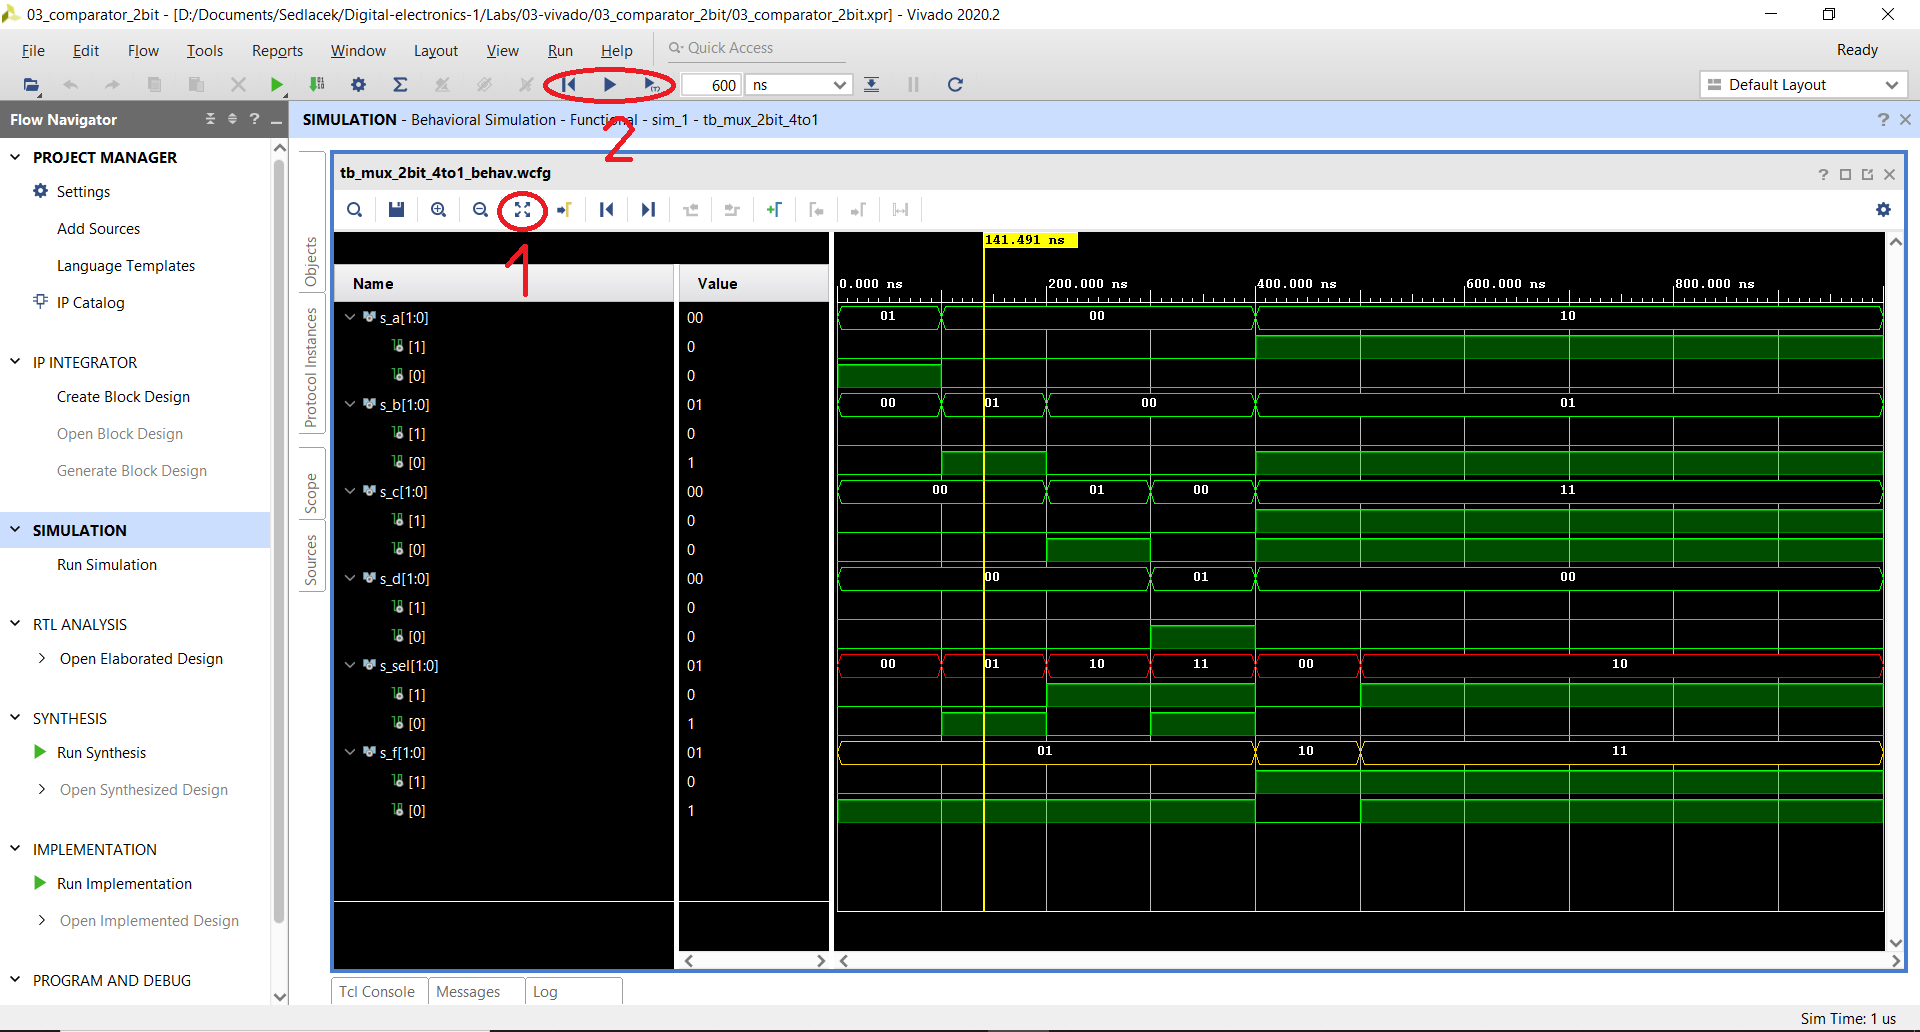 03_comparator_2bit - [D:/Documents/Sedlacek/Digital-electronics-1/Labs/03-vivado/03_comparator_2bit/03_comparator_2bit.xpr] - Vivado 2020.2
File Edit Flow Tools Reports Window Layout View Run Help Quick Access Ready
600 ns Default Layout
Flow Navigator
SIMULATION - Behavioral Simulation - Functional - sim_1 - tb_mux_2bit_4to1
2
PROJECT MANAGER
Settings
Add Sources
Language Templates
IP Catalog
IP INTEGRATOR
Create Block Design
Open Block Design
Generate Block Design
SIMULATION
Run Simulation
RTL ANALYSIS
Open Elaborated Design
SYNTHESIS
Run Synthesis
Open Synthesized Design
IMPLEMENTATION
Run Implementation
Open Implemented Design
PROGRAM AND DEBUG
Objects
Protocol Instances
Scope
Sources
tb_mux_2bit_4to1_behav.wcfg
1
141.491 ns
Name Value 0.000 ns 200.000 ns 400.000 ns 600.000 ns 800.000 ns
s_a[1:0] 00 01 00 10
[1] 0
[0] 0
s_b[1:0] 01 00 01 00 01
[1] 0
[0] 1
s_c[1:0] 00 00 01 00 11
[1] 0
[0] 0
s_d[1:0] 00 00 01 00
[1] 0
[0] 0
s_sel[1:0] 01 00 01 10 11 00 10
[1] 0
[0] 1
s_f[1:0] 01 01 10 11
[1] 0
[0] 1
Tcl Console Messages Log
Sim Time: 1 us